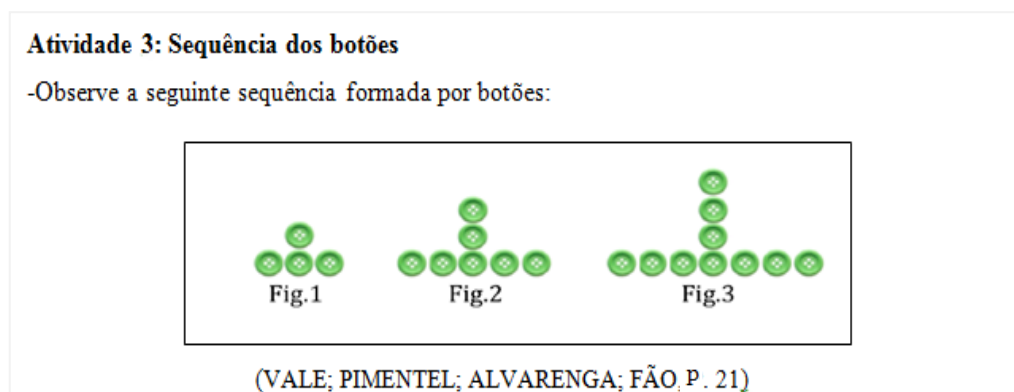 Atividade 3: Sequência dos botões
-Observe a seguinte sequência formada por botões:
Fig.1 Fig.2 Fig.3
(VALE; PIMENTEL; ALVARENGA; FÃO, P. 21)